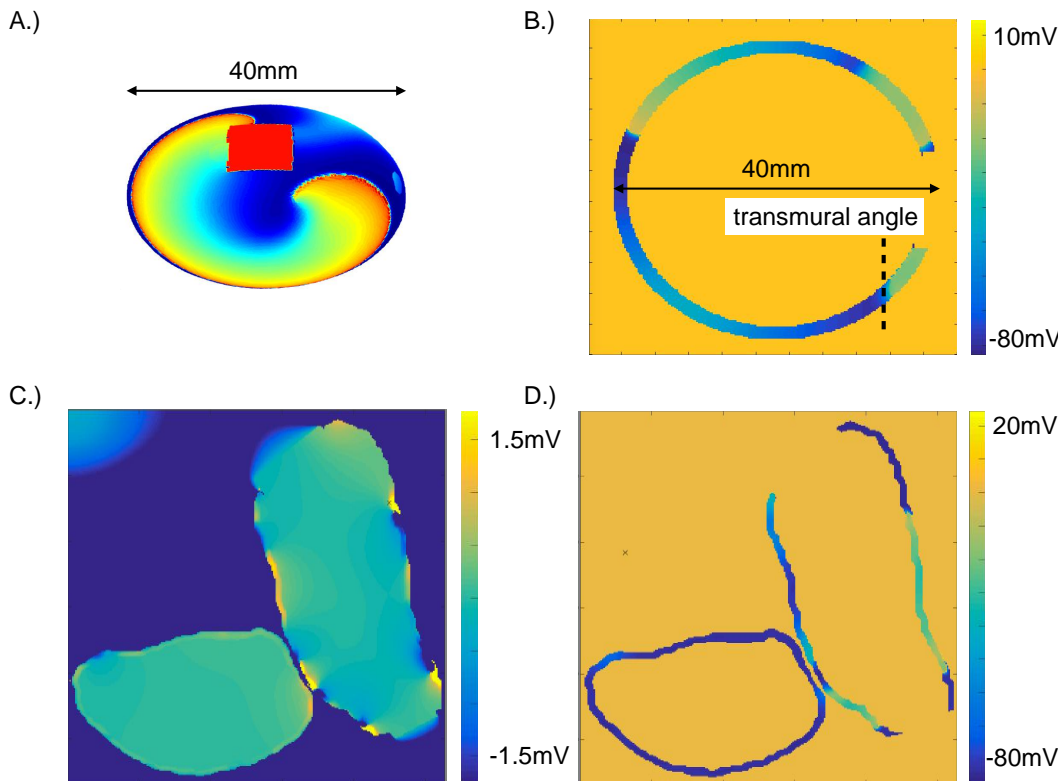 A.)
40mm
B.)
10mV
40mm
transmural angle
-80mV
C.)
1.5mV
-1.5mV
D.)
20mV
-80mV